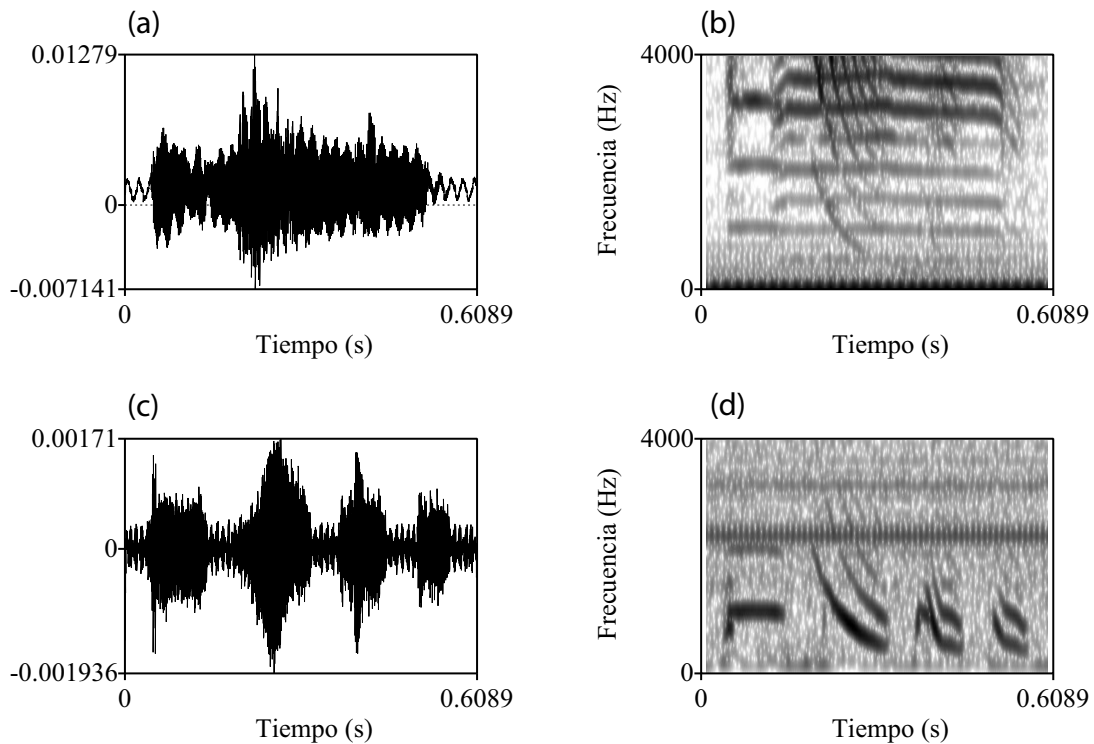 (a)
0.01279
0
-0.007141
0 0.6089
Tiempo (s)
(b)
4000
Frecuencia (Hz)
0
0 0.6089
Tiempo (s)
(c)
0.00171
0
-0.001936
0 0.6089
Tiempo (s)
(d)
4000
Frecuencia (Hz)
0
0 0.6089
Tiempo (s)